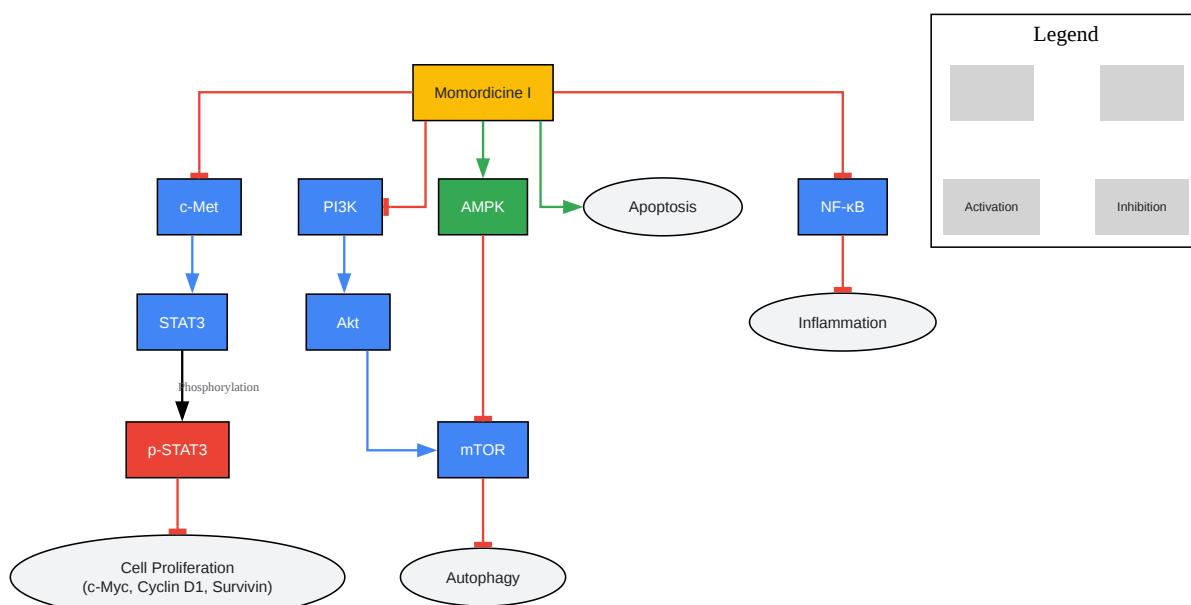 Legend
Momordicine I
c-Met
PI3K
AMPK
Apoptosis
NF-κB
Activation
Inhibition
STAT3
Akt
Inflammation
Phosphorylation
p-STAT3
mTOR
Cell Proliferation
(c-Myc, Cyclin D1, Survivin)
Autophagy